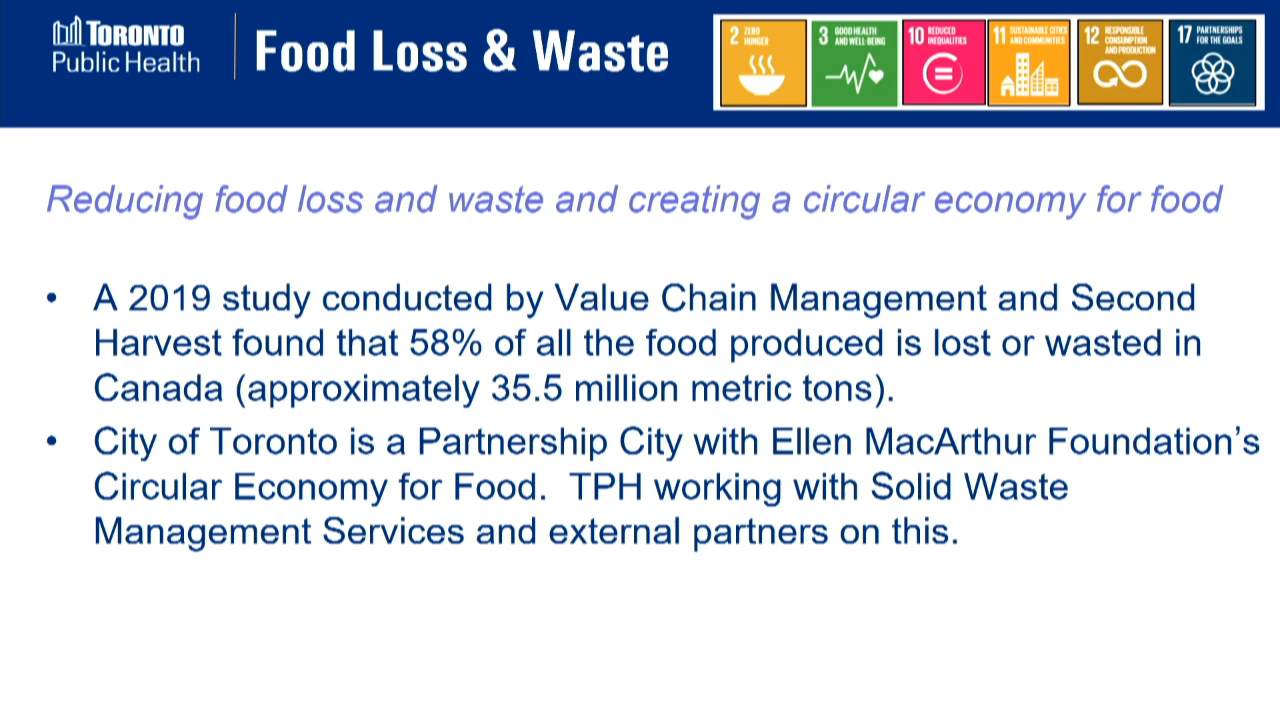 TORONTO
Public Health
Food Loss & Waste
2 ZERO HUNGER
3 GOOD HEALTH AND WELL-BEING
10 REDUCED INEQUALITIES
11 SUSTAINABLE CITIES AND COMMUNITIES
12 RESPONSIBLE CONSUMPTION AND PRODUCTION
17 PARTNERSHIPS FOR THE GOALS
Reducing food loss and waste and creating a circular economy for food
• A 2019 study conducted by Value Chain Management and Second
Harvest found that 58% of all the food produced is lost or wasted in
Canada (approximately 35.5 million metric tons).
• City of Toronto is a Partnership City with Ellen MacArthur Foundation’s
Circular Economy for Food.  TPH working with Solid Waste
Management Services and external partners on this.